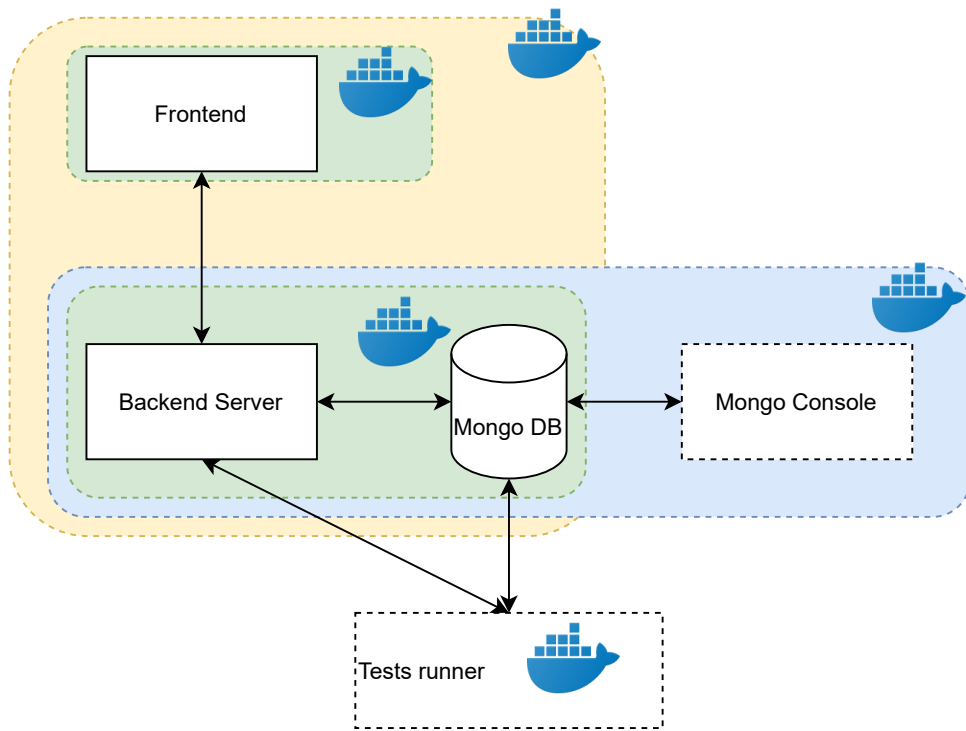 Frontend
Backend Server
Mongo DB
Mongo Console
Tests runner